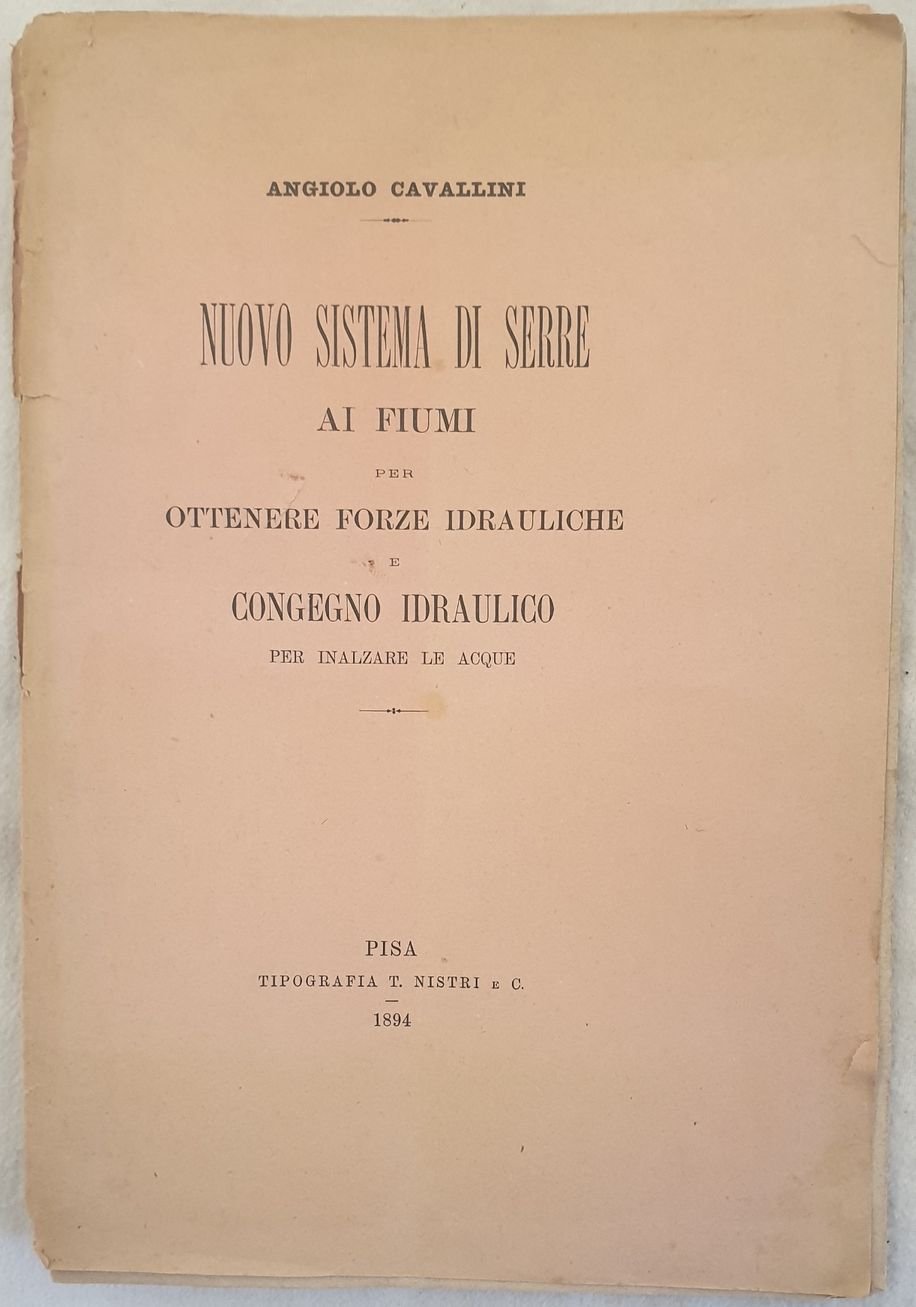 ANGIOLO CAVALLINI
NUOVO SISTEMA DI SERRE
AI FIUMI
PER
OTTENERE FORZE IDRAULICHE
E
CONGEGNO IDRAULICO
PER INALZARE LE ACQUE
PISA
TIPOGRAFIA T. NISTRI E C.
1894